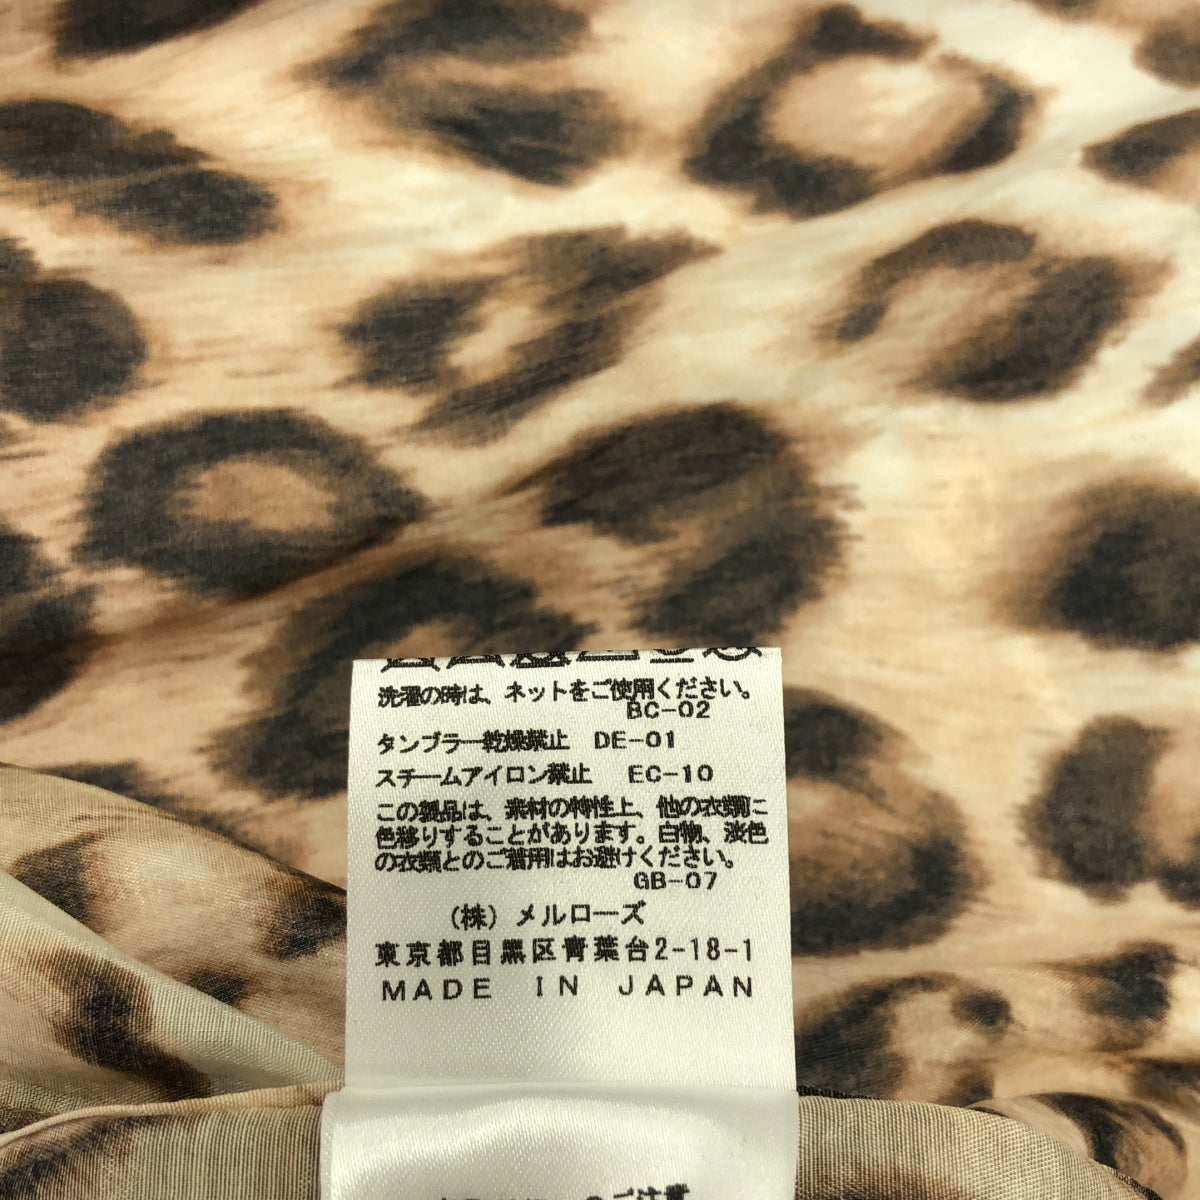 洗濯の時は、ネットをご使用ください。
BC-02
タンブラー乾燥禁止 DE-01
スチームアイロン禁止 EC-10
この製品は、素材の特性上、他の衣類に
色移りすることがあります。白物、淡色
の衣類とのご着用はお避けください。
GB-07
(株) メルローズ
東京都目黒区青葉台2-18-1
MADE IN JAPAN
ご注意